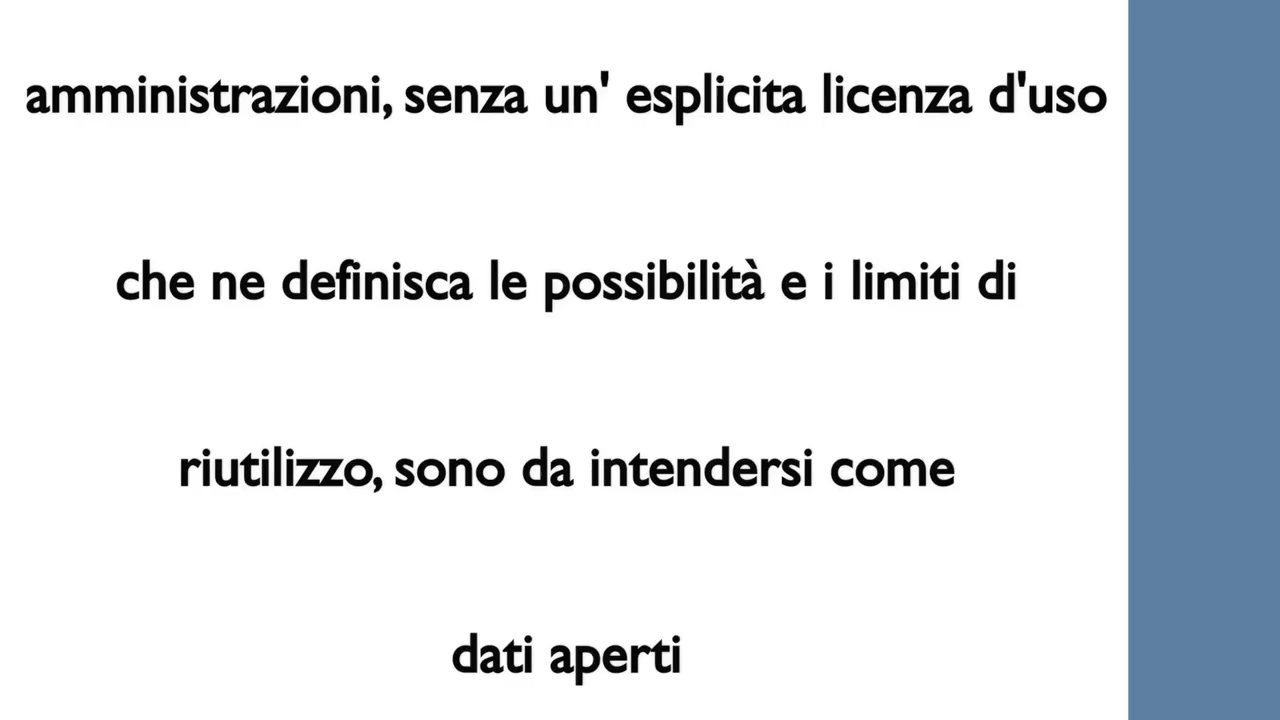 amministrazioni, senza un' esplicita licenza d'uso
che ne definisca le possibilità e i limiti di
riutilizzo, sono da intendersi come
dati aperti